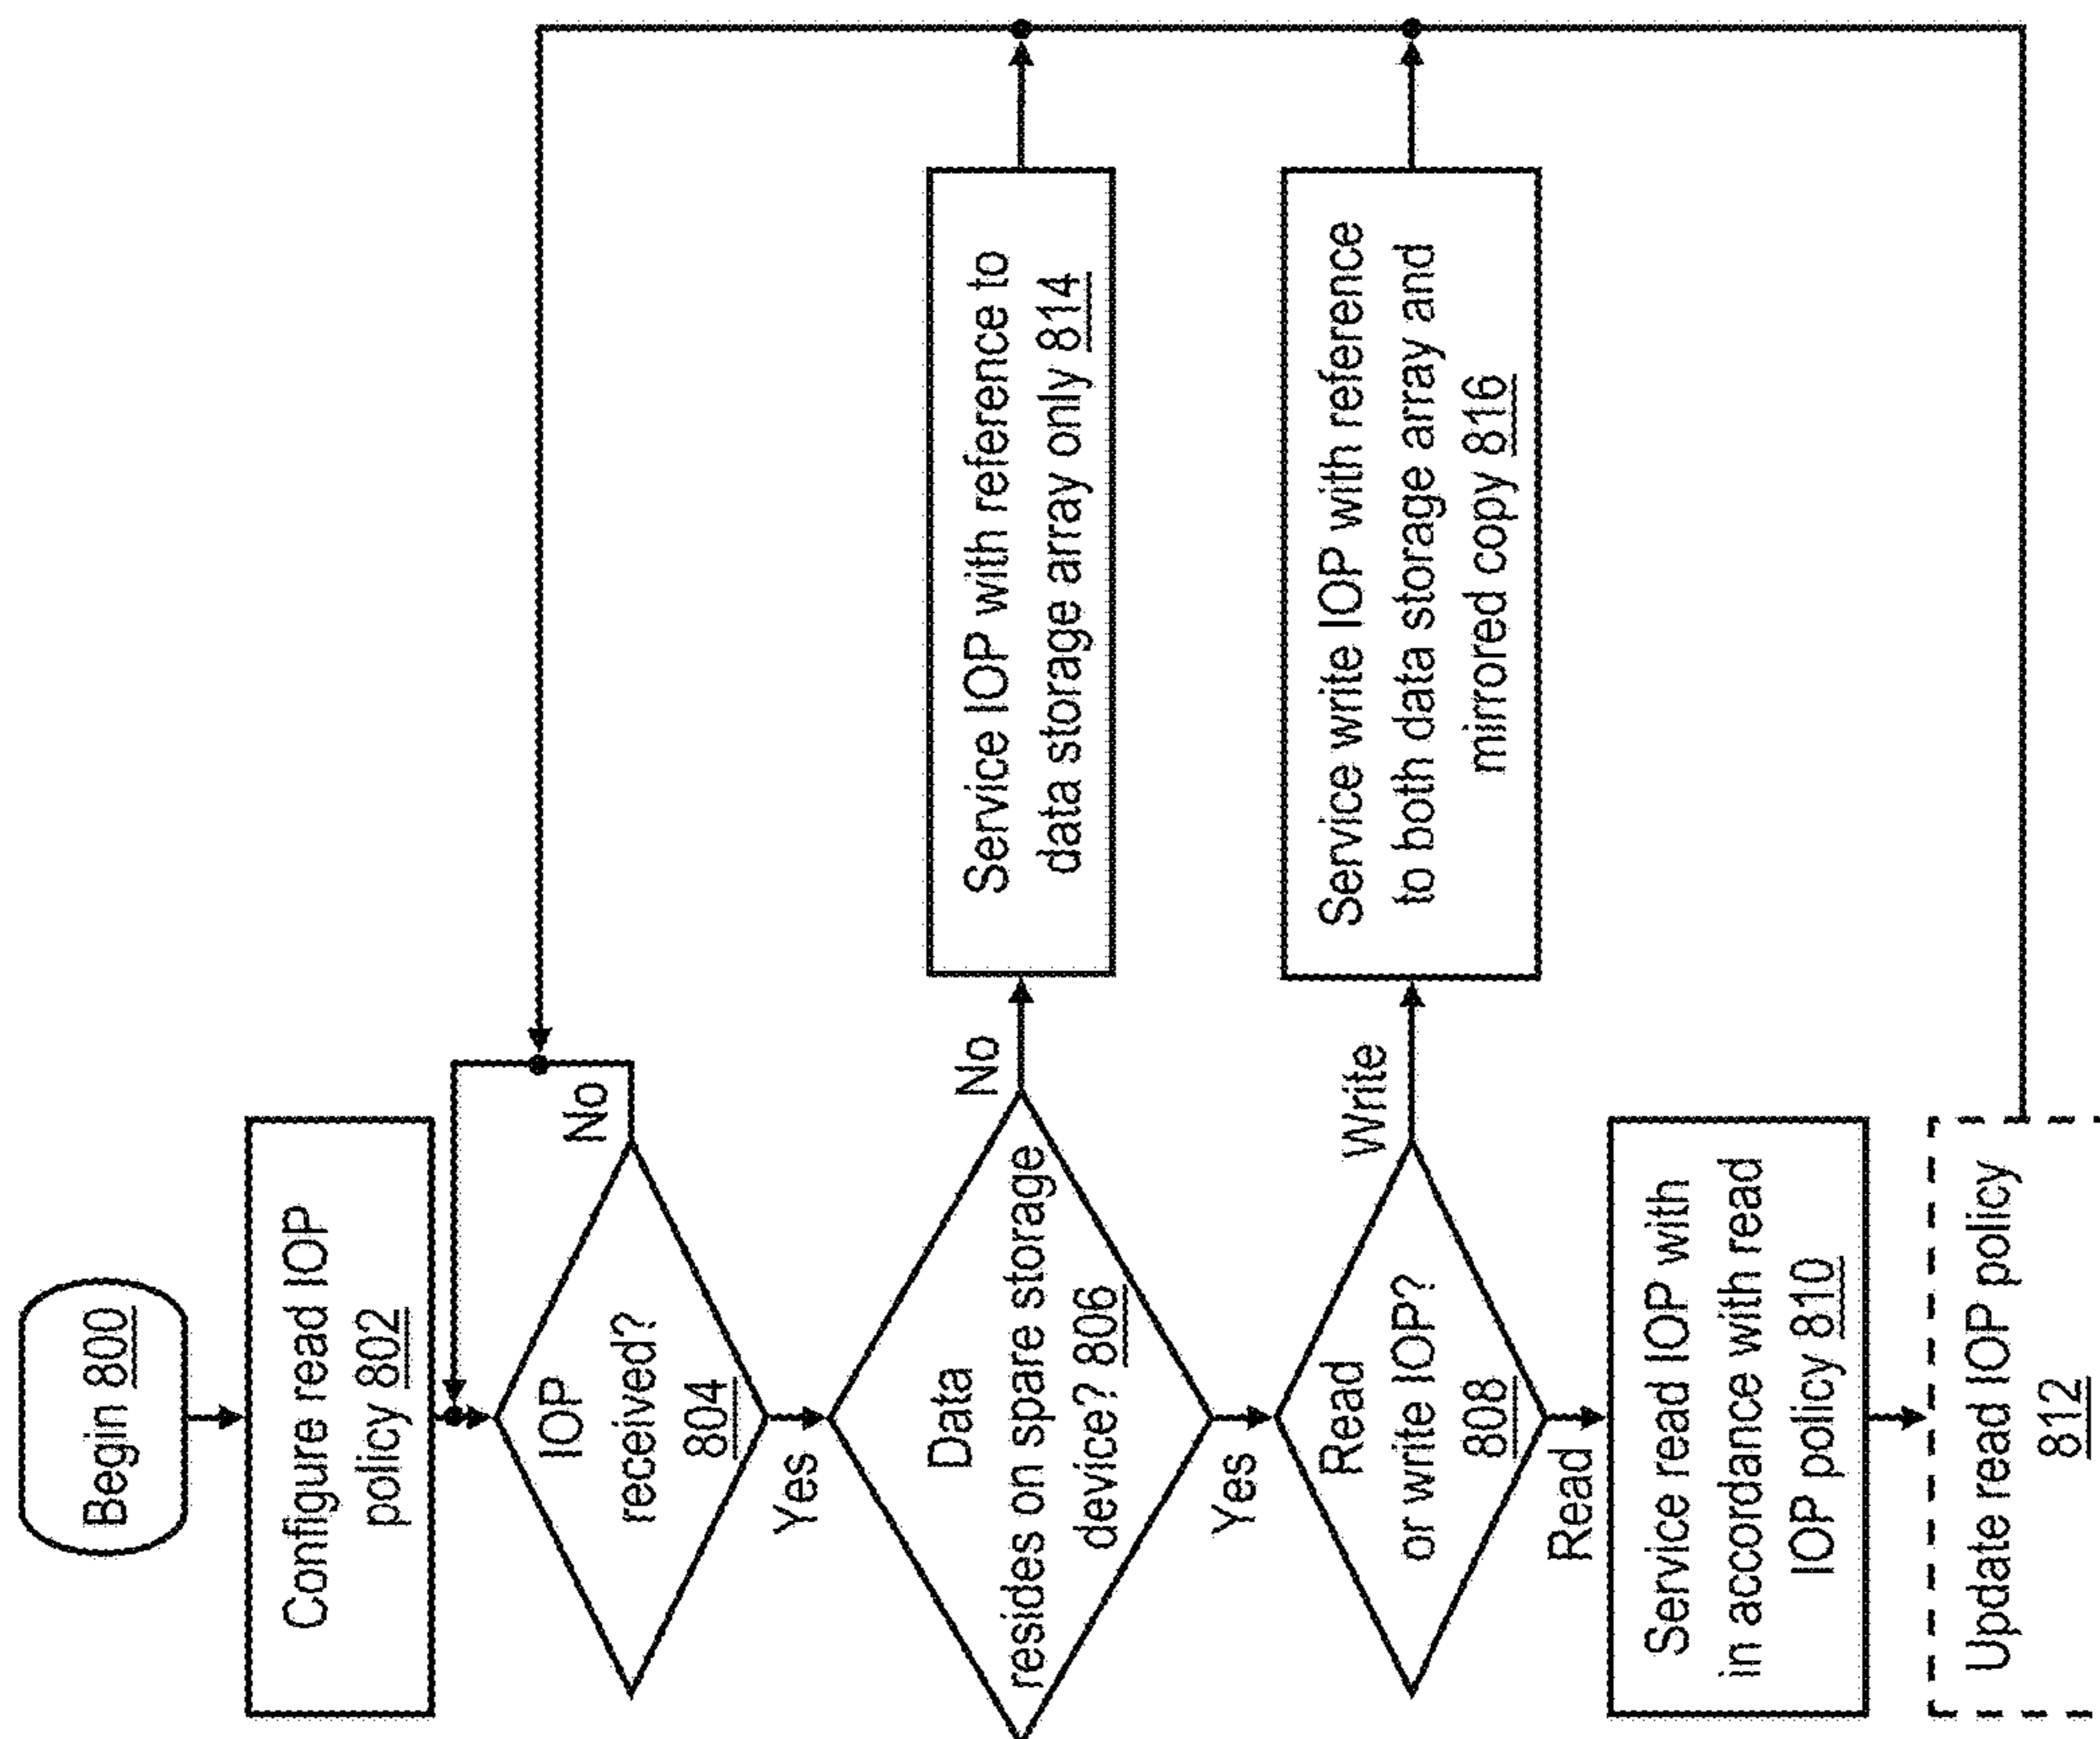 Begin 800
Configure read IOP
policy 802
IOP
received?
804
No
Yes
Data
resides on spare storage
device? 806
No
Service IOP with reference to
data storage array only 814
Yes
Read
or write IOP?
808
Write
Service write IOP with reference
to both data storage array and
mirrored copy 816
Read
Service read IOP with
in accordance with read
IOP policy 810
Update read IOP policy
812